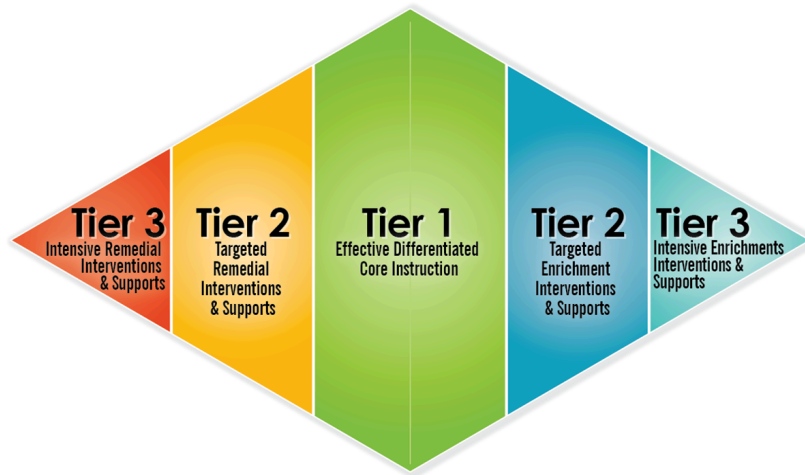 Tier 3
Intensive Remedial
Interventions
& Supports
Tier 2
Targeted
Remedial
Interventions
& Supports
Tier 1
Effective Differentiated
Core Instruction
Tier 2
Targeted
Enrichment
Interventions
& Supports
Tier 3
Intensive Enrichments
Interventions &
Supports